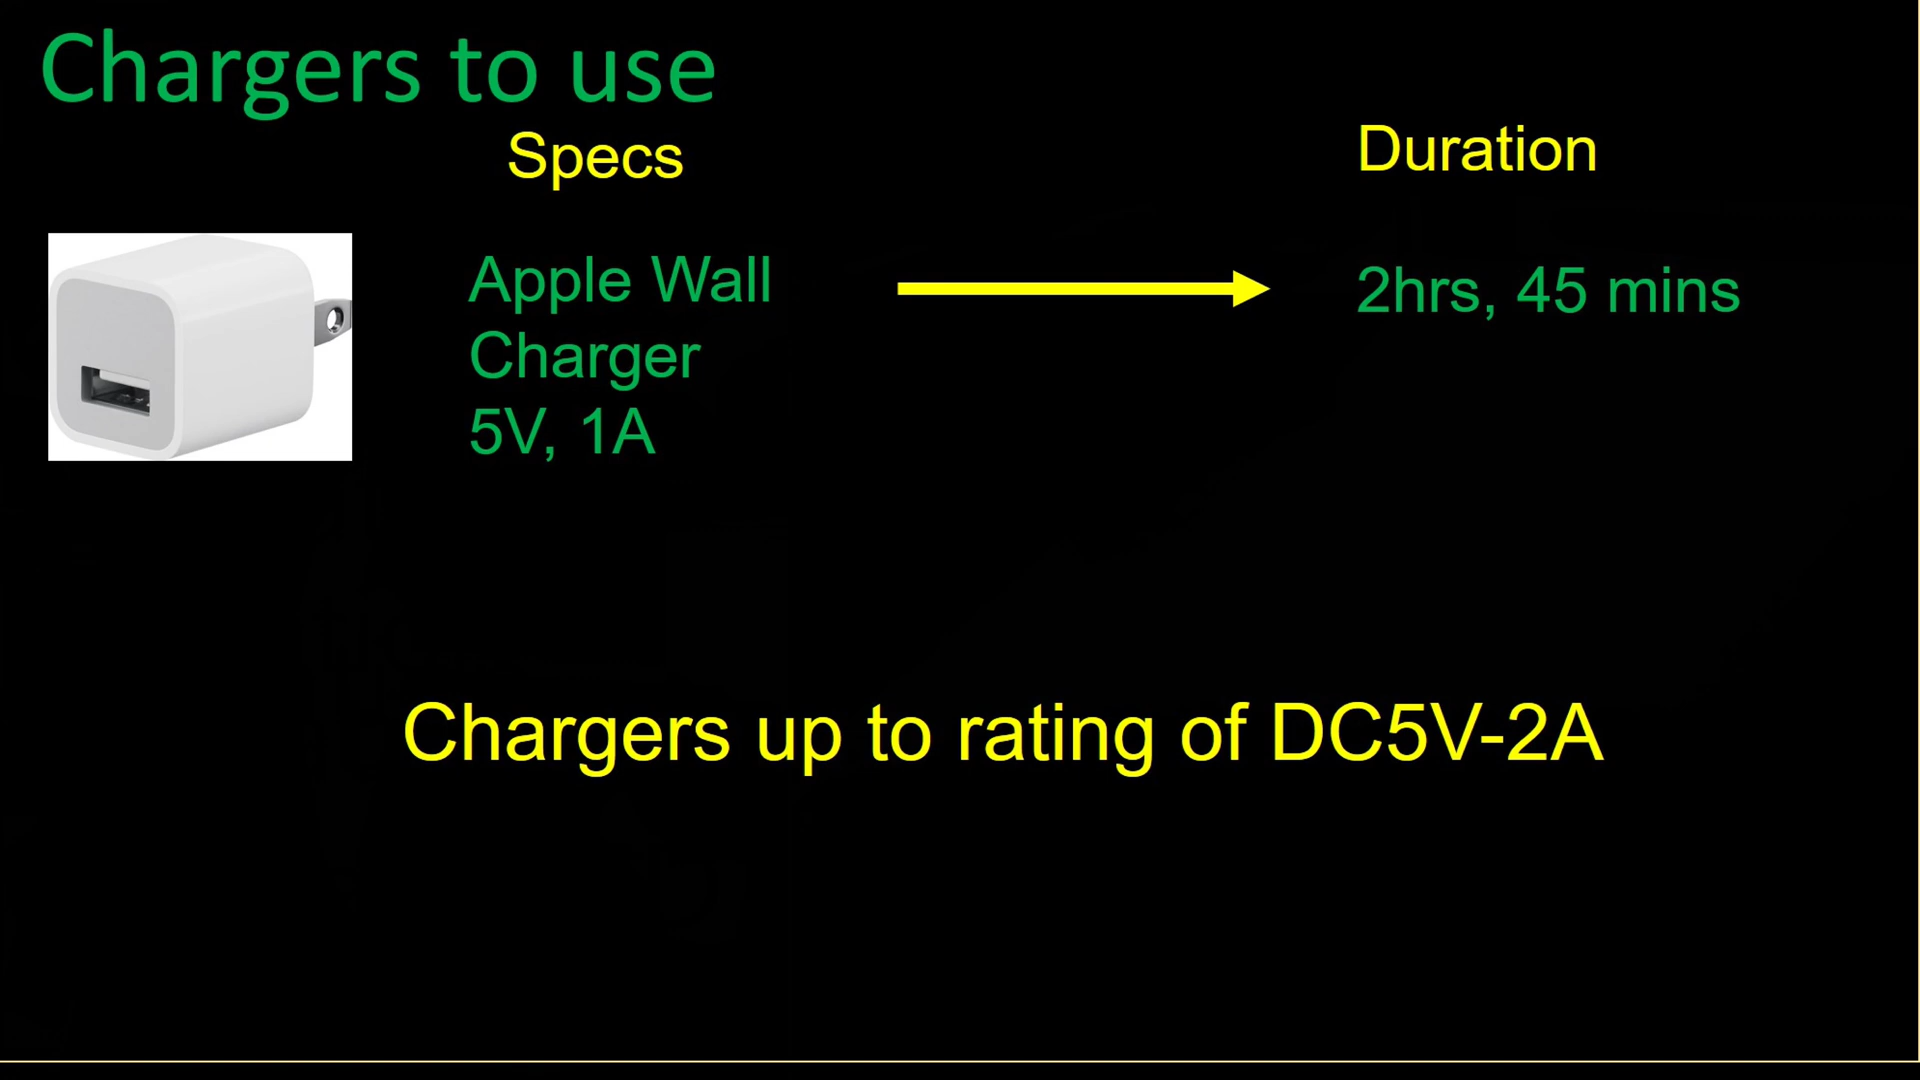 Chargers to use
Specs
Duration
Apple Wall
Charger
5V, 1A
2hrs, 45 mins
Chargers up to rating of DC5V-2A